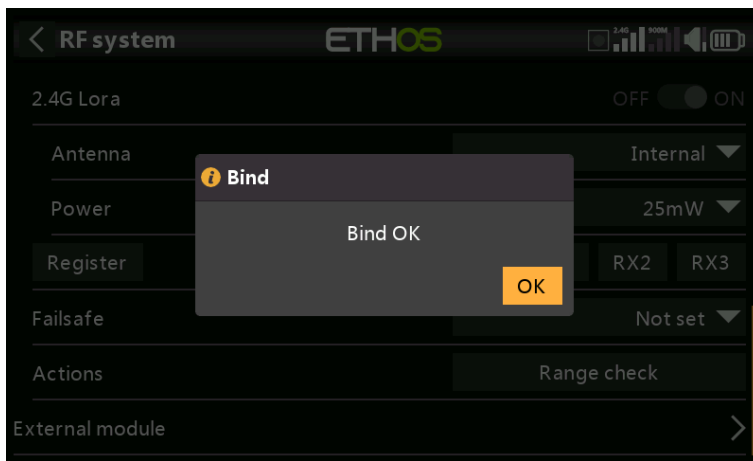 RF system
ETHOS
2.4G
900M
2.4G Lora
OFF
ON
Antenna
Internal
Bind
Power
25mW
Bind OK
Register
RX2
RX3
OK
Failsafe
Not set
Actions
Range check
External module